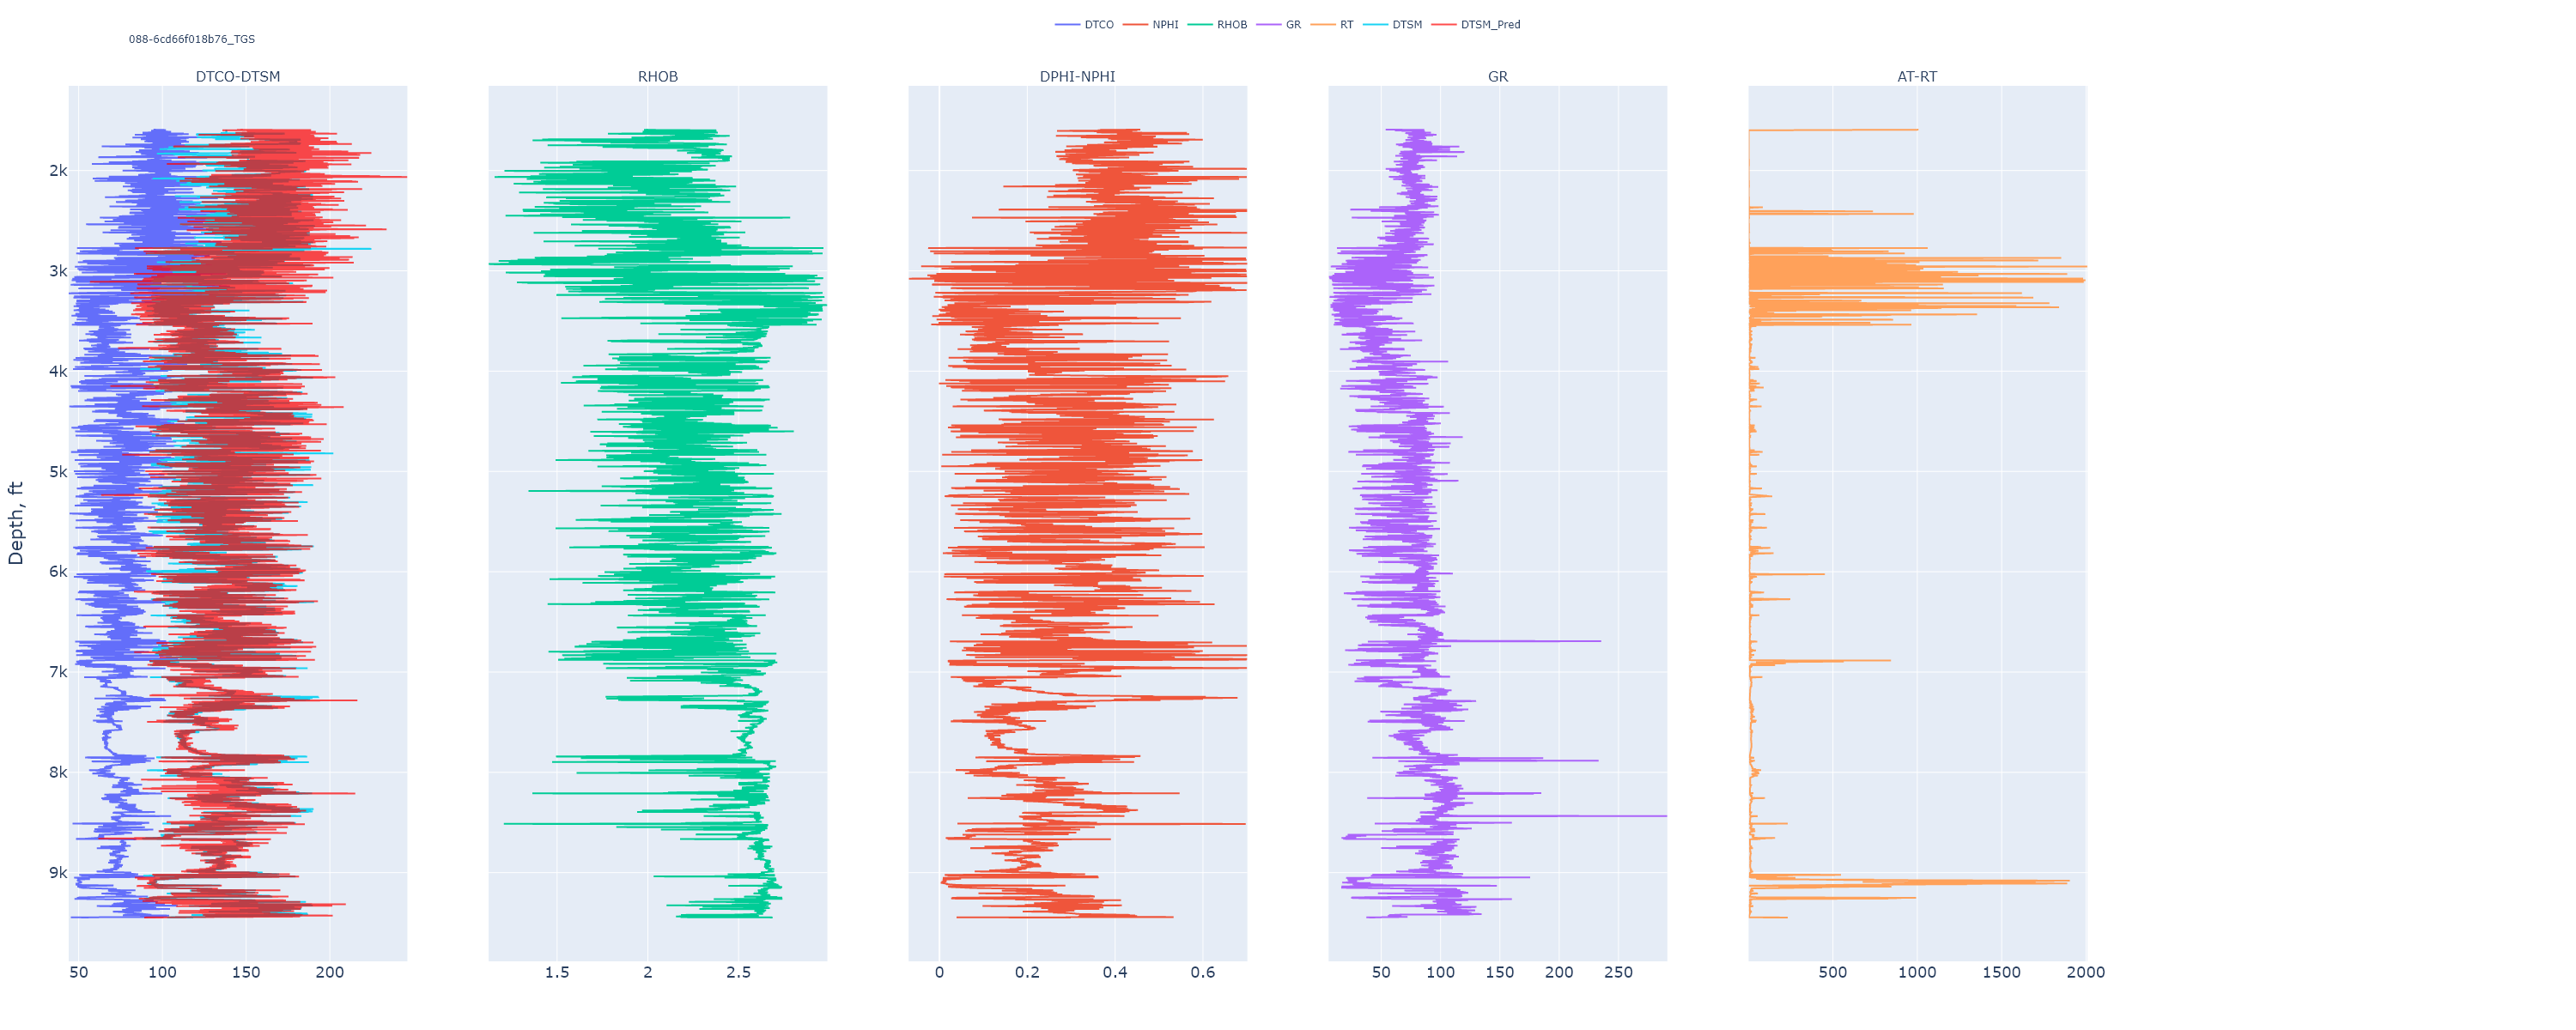 DTCO NPHI RHOB GR RT DTSM DTSM_Pred
088-6cd66f018b76_TGS
DTCO-DTSM RHOB DPHI-NPHI GR AT-RT
2k
3k
4k
5k
Depth, ft
6k
7k
8k
9k
50 100 150 200 1.5 2 2.5 0 0.2 0.4 0.6 50 100 150 200 250 500 1000 1500 2000